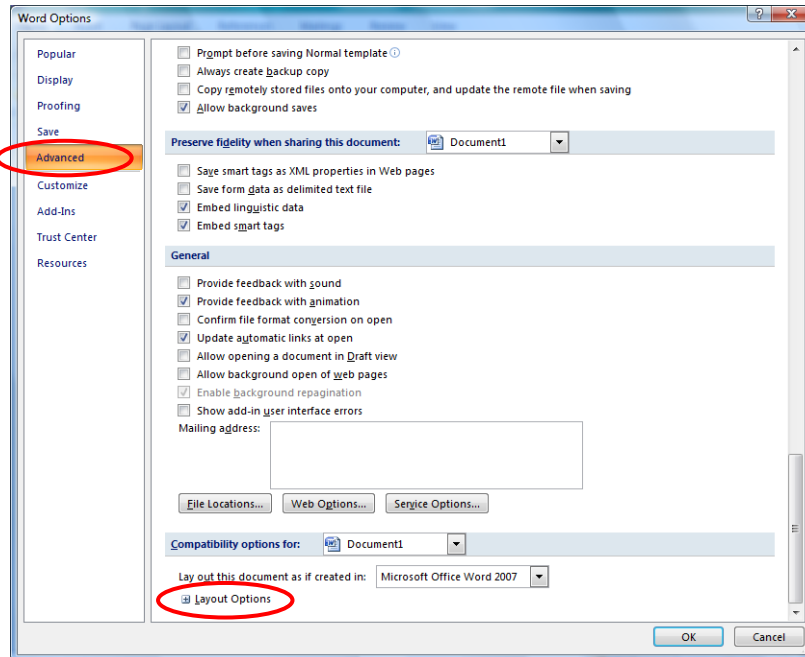 Word Options
Popular
Display
Proofing
Save
Advanced
Customize
Add-Ins
Trust Center
Resources
Prompt before saving Normal template
Always create backup copy
Copy remotely stored files onto your computer, and update the remote file when saving
Allow background saves
Preserve fidelity when sharing this document: Document1
Save smart tags as XML properties in Web pages
Save form data as delimited text file
Embed linguistic data
Embed smart tags
General
Provide feedback with sound
Provide feedback with animation
Confirm file format conversion on open
Update automatic links at open
Allow opening a document in Draft view
Allow background open of web pages
Enable background repagination
Show add-in user interface errors
Mailing address:
File Locations... Web Options... Service Options...
Compatibility options for: Document1
Lay out this document as if created in: Microsoft Office Word 2007
Layout Options
OK Cancel